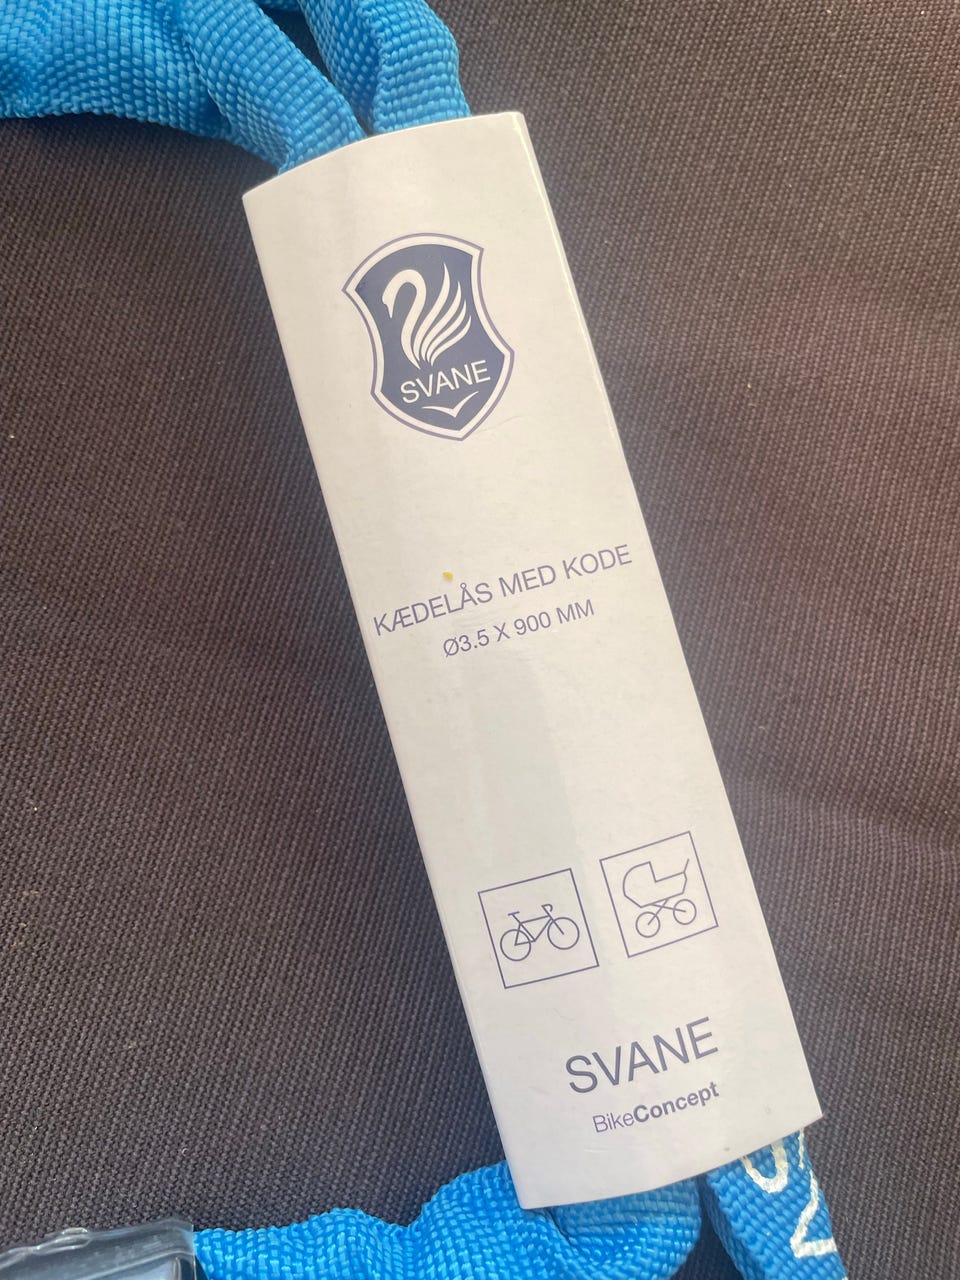 SVANE
KÆDELÅS MED KODE
Ø3.5 X 900 MM
SVANE
BikeConcept